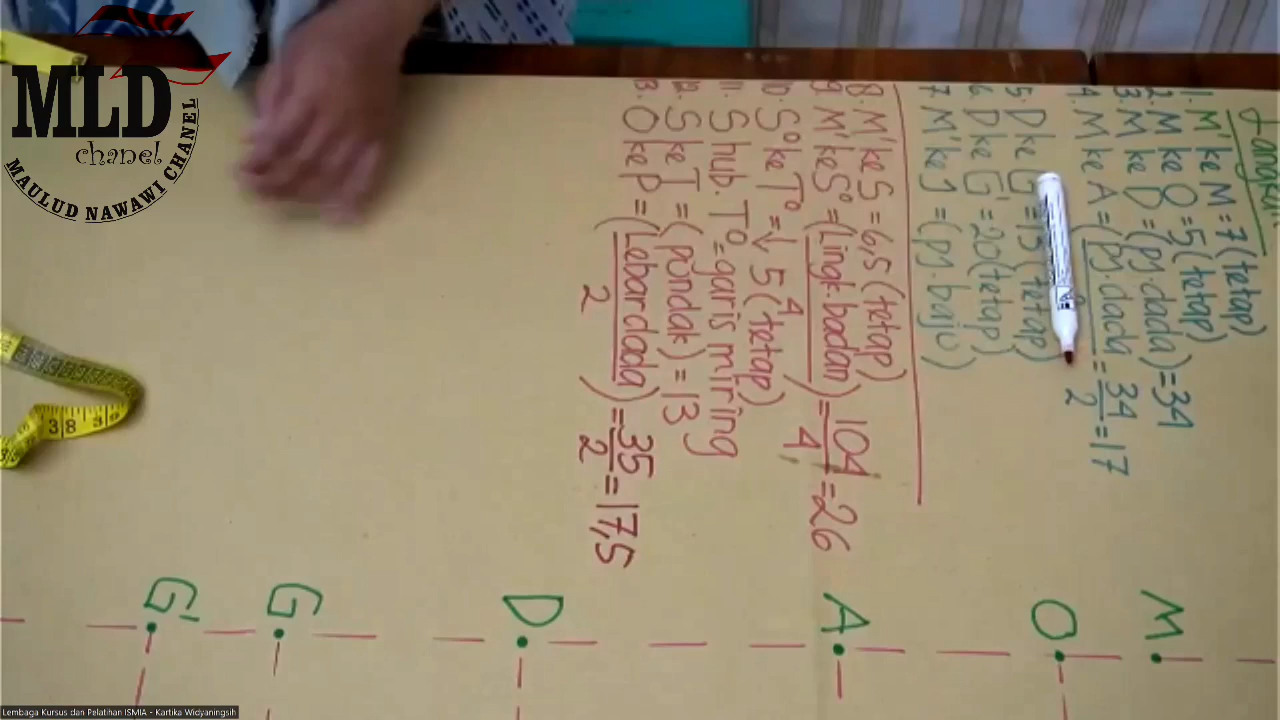 MLD
chanel
MAULUD NAWAWI CHANEL
1. M' ke M = 7 (tetap)
2. M ke O = 5 (tetap)
3. M ke D = (pj. dada) = 34
4. M ke A = (pj. dada / 2) = 34/2 = 17
5. D ke G = 15 (tetap)
6. D ke G' = 20 (tetap)
7 M' ke J = (pj. baju)
8. M' ke S = 6,5 (tetap)
9 M' ke S° = (Lingk. badan / 4) = 104/4 = 26
10. S° ke T° = ↓ 5 (tetap)
11. S hub. T° = garis miring
12. S ke T = (pundak) = 13
13. O ke P = (Lebar dada / 2) = 35/2 = 17,5
M
O
A
D
G
G'
38
Lembaga Kursus dan Pelatihan ISMIA - Kartika Widyaningsih